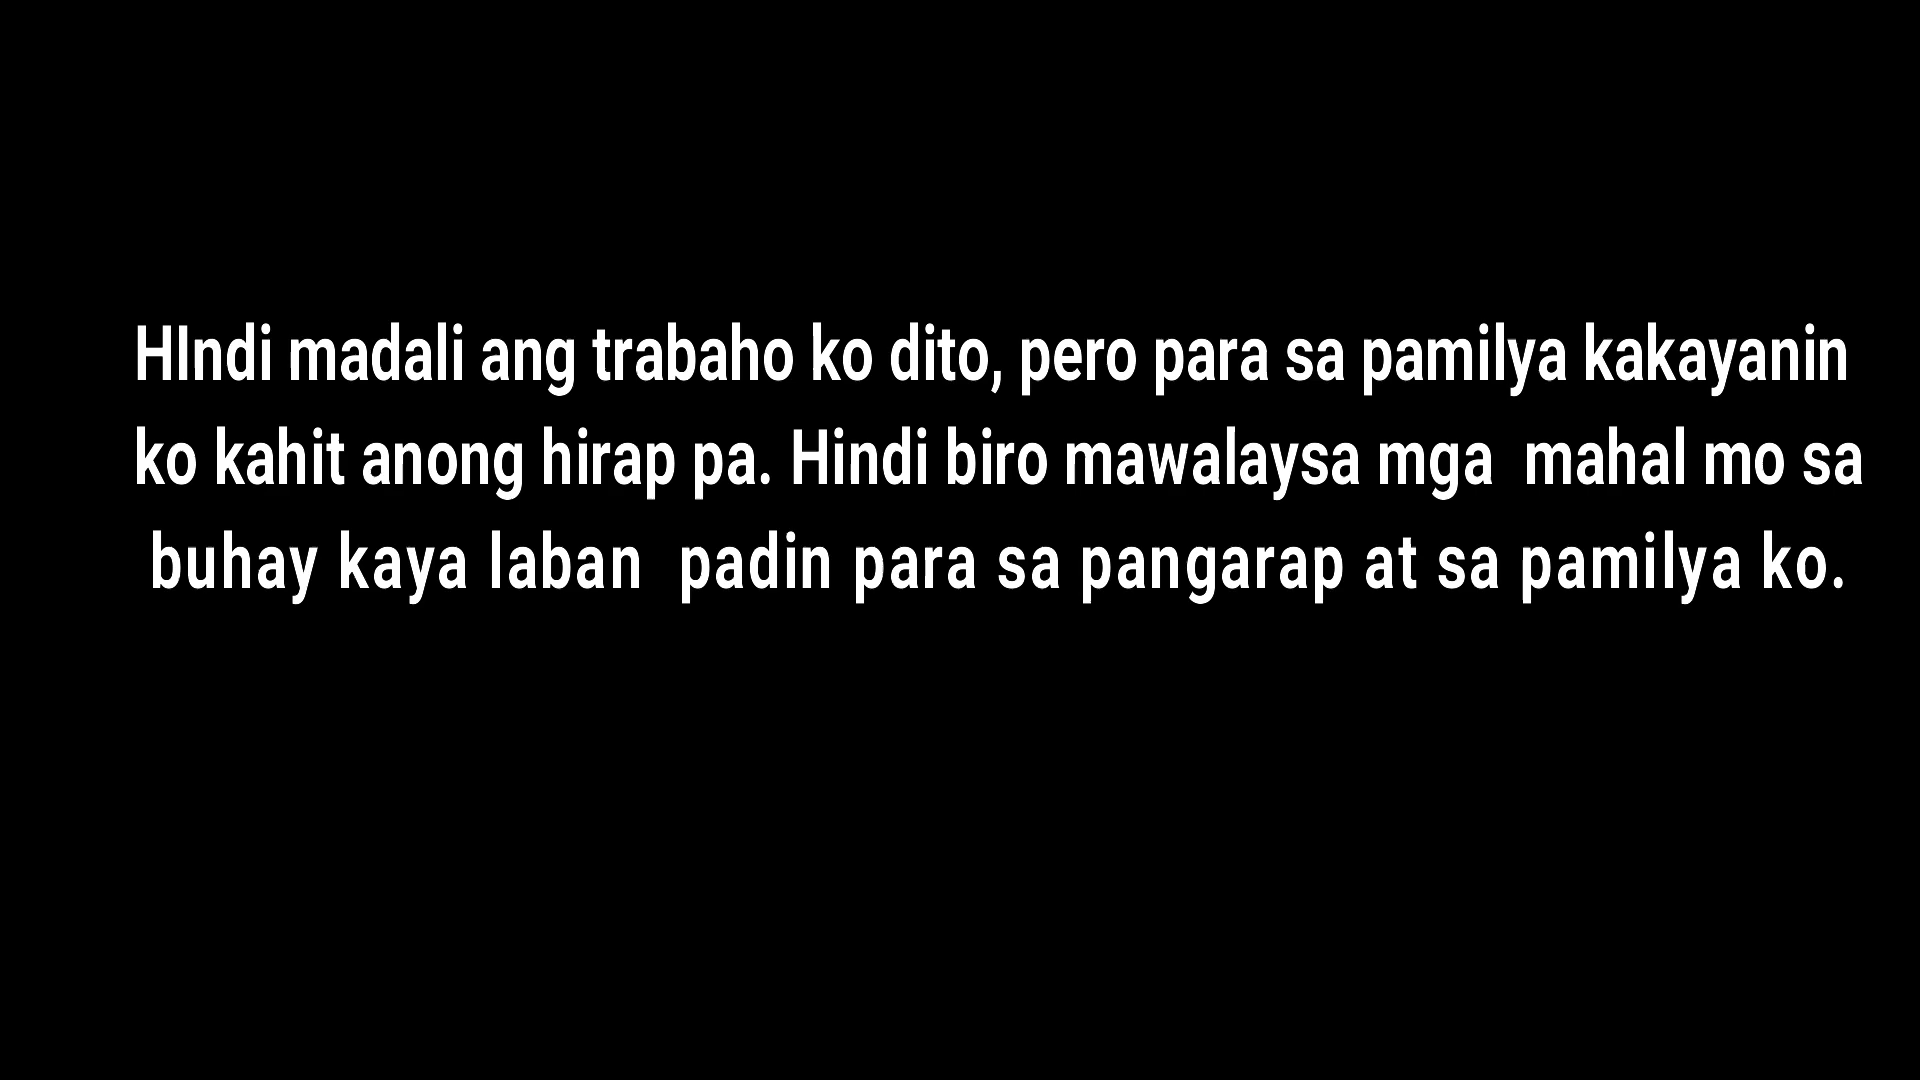 HIndi madali ang trabaho ko dito, pero para sa pamilya kakayanin
ko kahit anong hirap pa. Hindi biro mawalaysa mga  mahal mo sa
buhay kaya laban  padin para sa pangarap at sa pamilya ko.